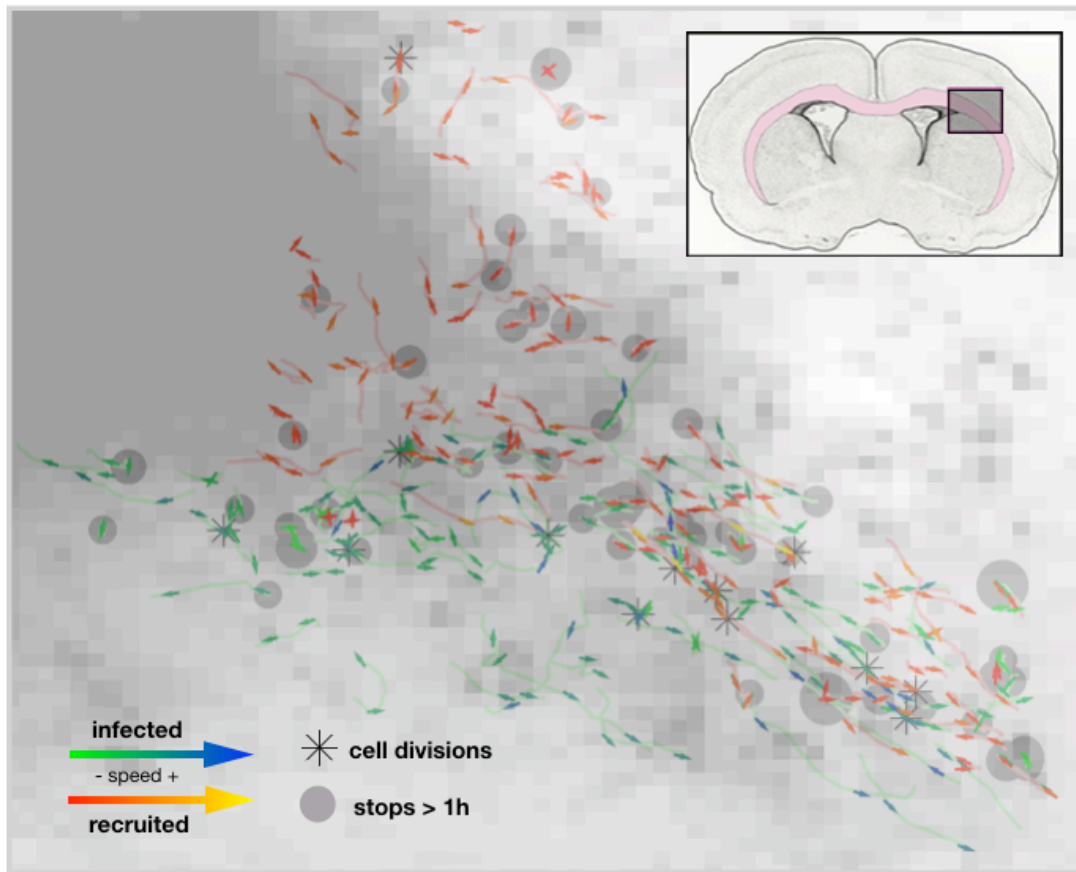 infected
- speed +
recruited
cell divisions
stops > 1h